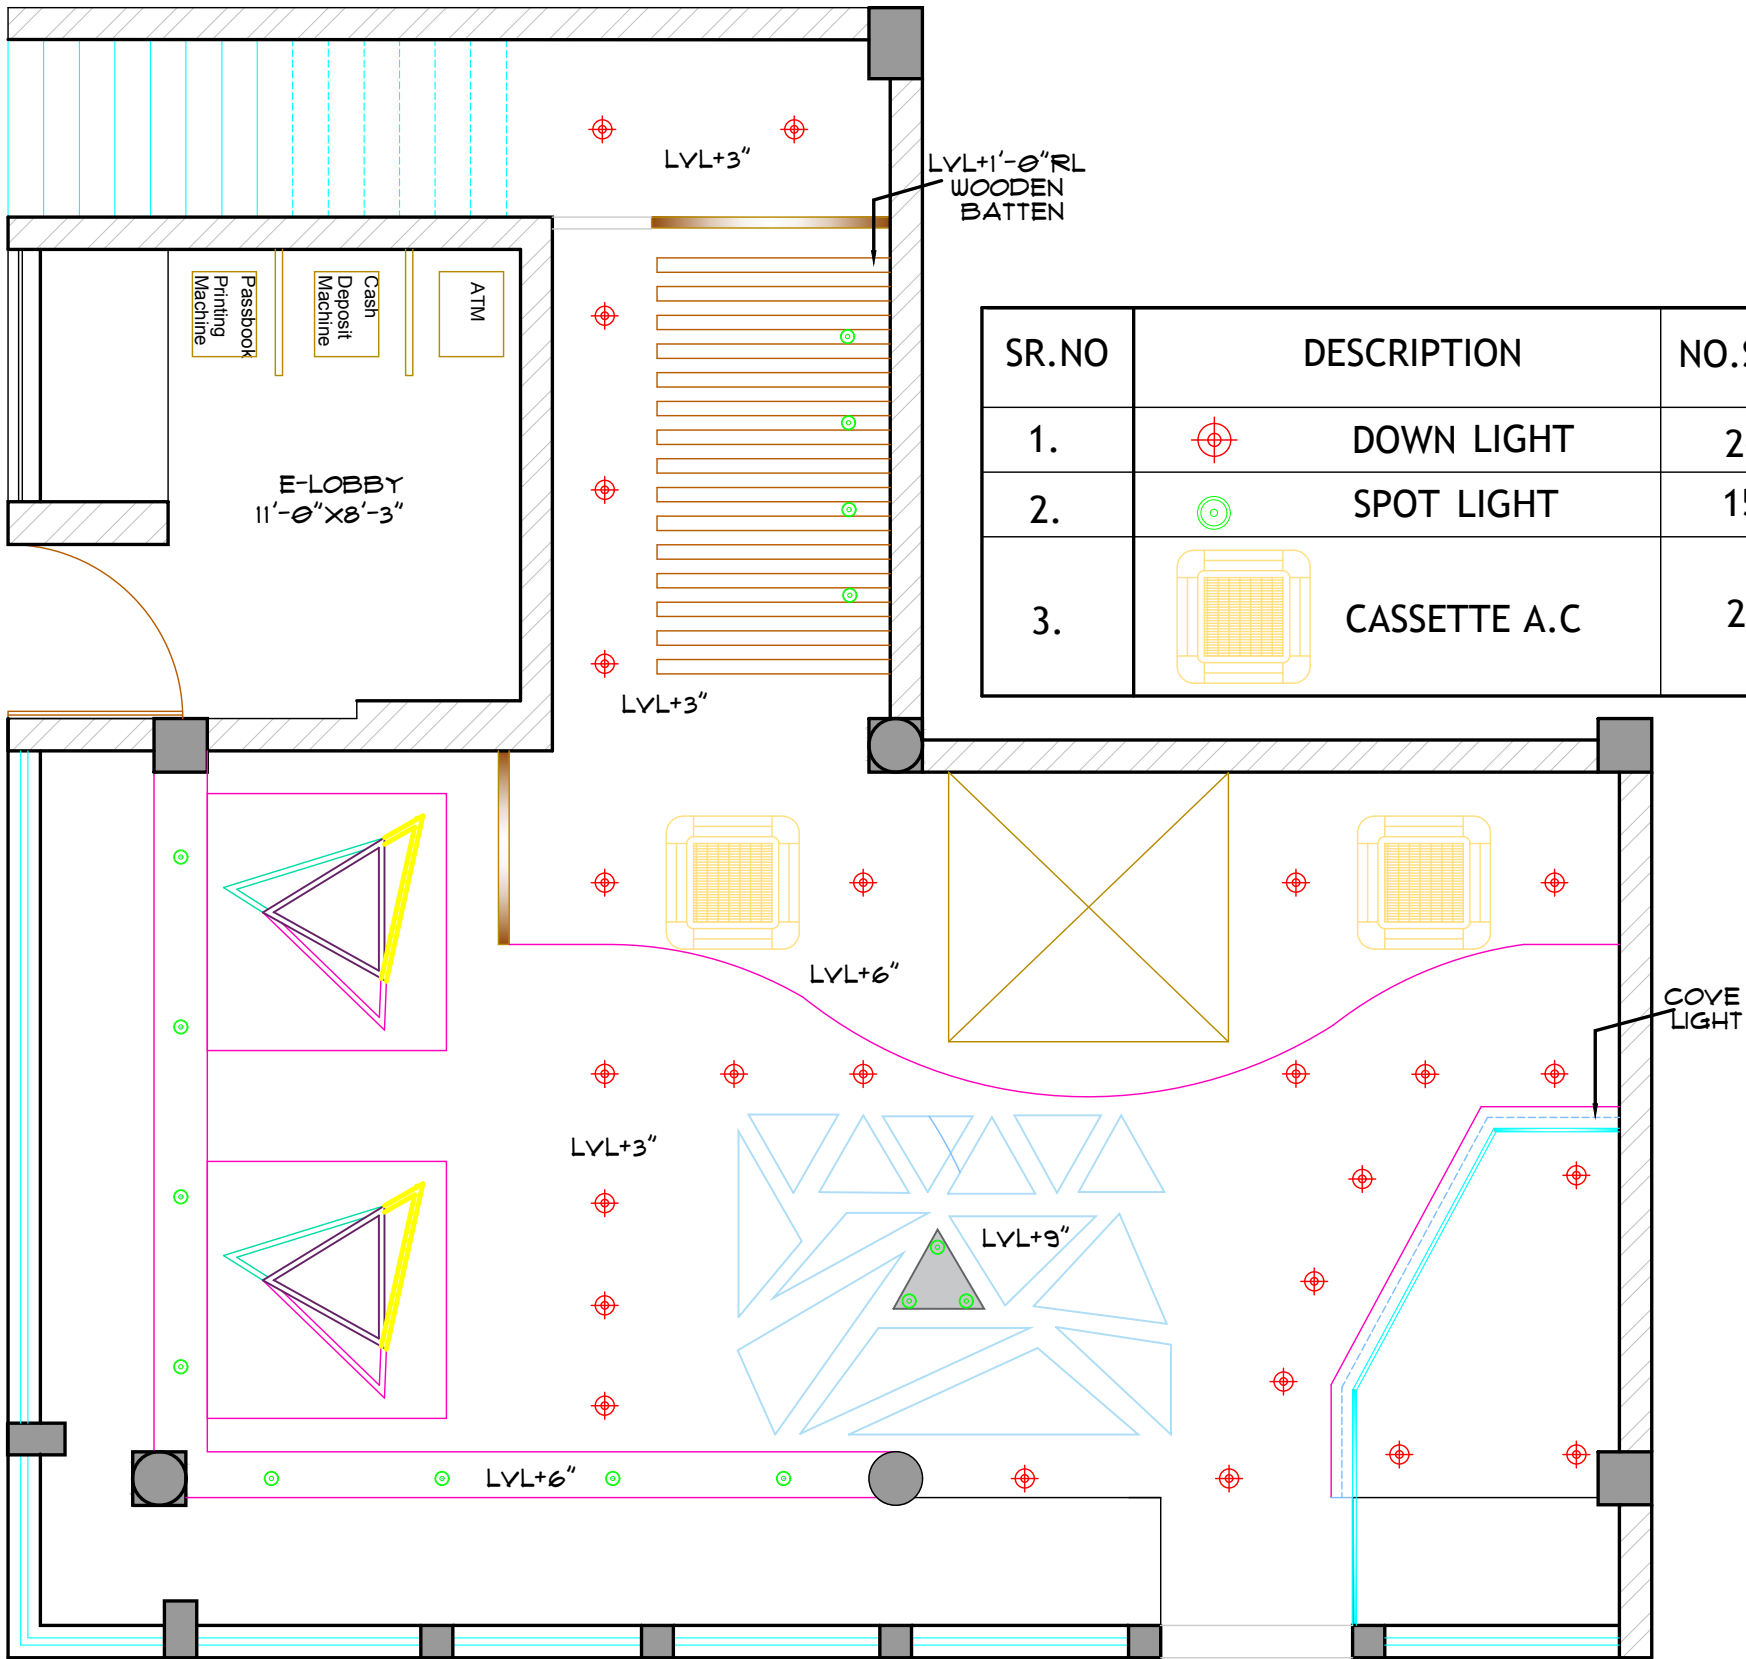 LVL+3"
LVL+1'-0"RL
WOODEN
BATTEN
Passbook
Printing
Machine
Cash
Deposit
Machine
ATM
E-LOBBY
11'-0"X8'-3"
SR.NO DESCRIPTION
1. DOWN LIGHT
2. SPOT LIGHT
3. CASSETTE A.C 2
LVL+3"
LVL+6"
COVE
LIGHT
LVL+3"
LVL+9"
LVL+6"